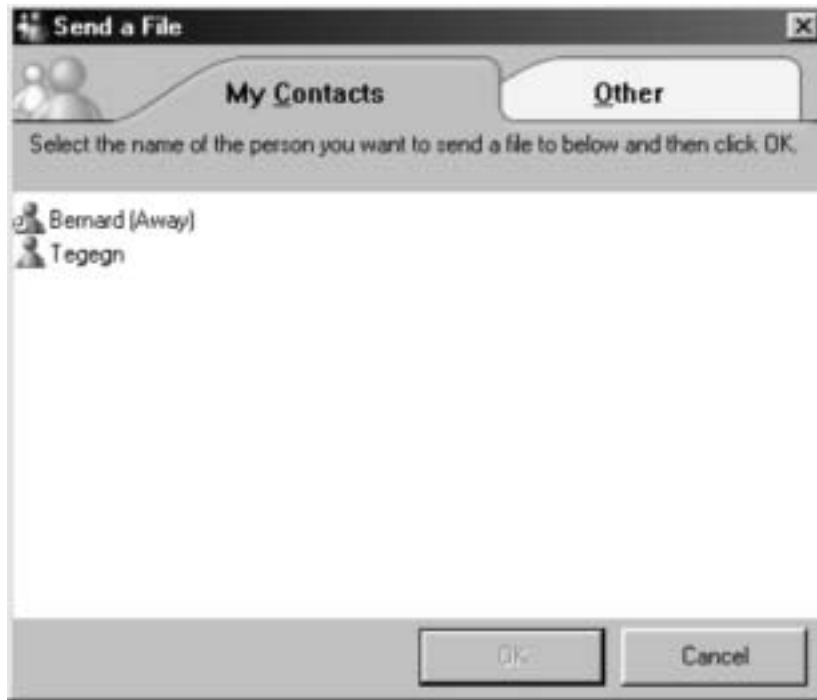 Send a File
My Contacts
Other
Select the name of the person you want to send a file to below and then click OK.
Bernard (Away)
Tegegn
OK
Cancel